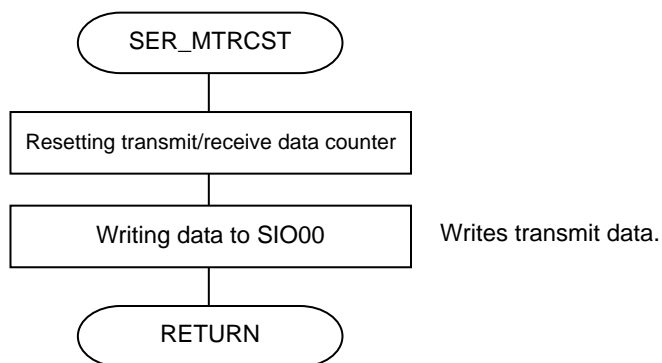 SER_MTRCST
Resetting transmit/receive data counter
Writing data to SIO00
Writes transmit data.
RETURN